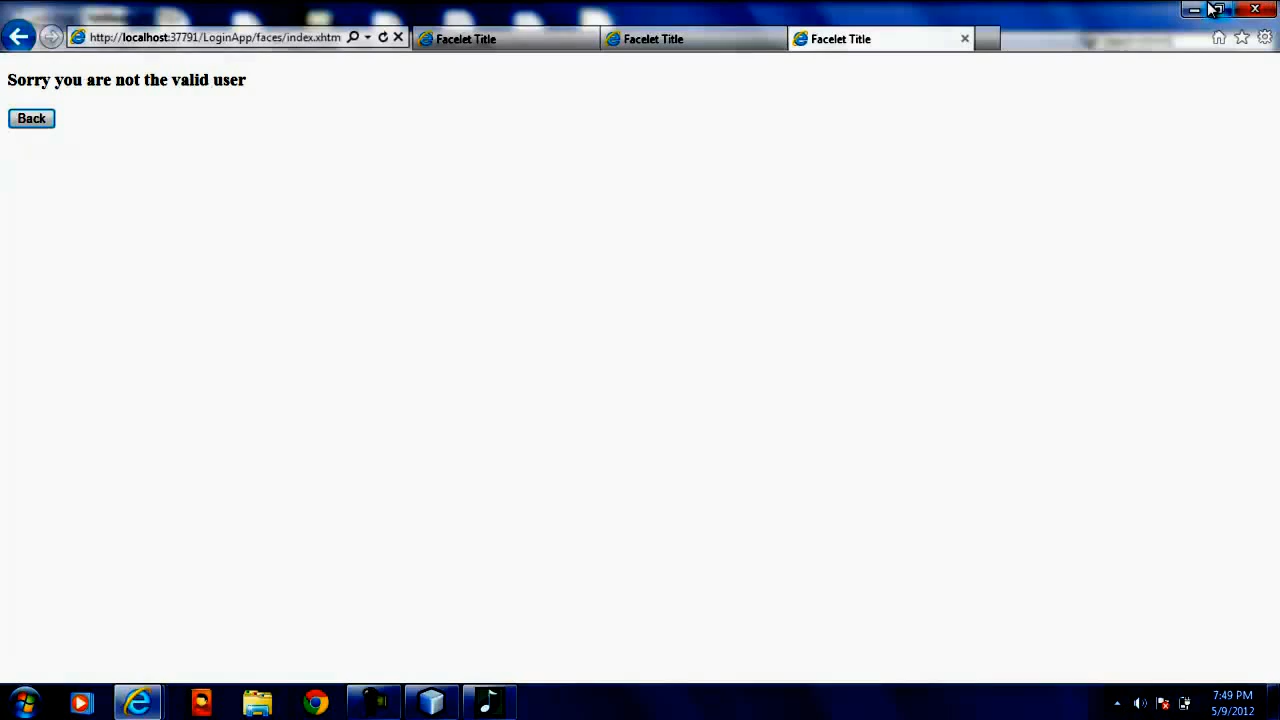 http://localhost:37791/LoginApp/faces/index.xhtm
Facelet Title
Facelet Title
Facelet Title
Sorry you are not the valid user
Back
7:49 PM
5/9/2012